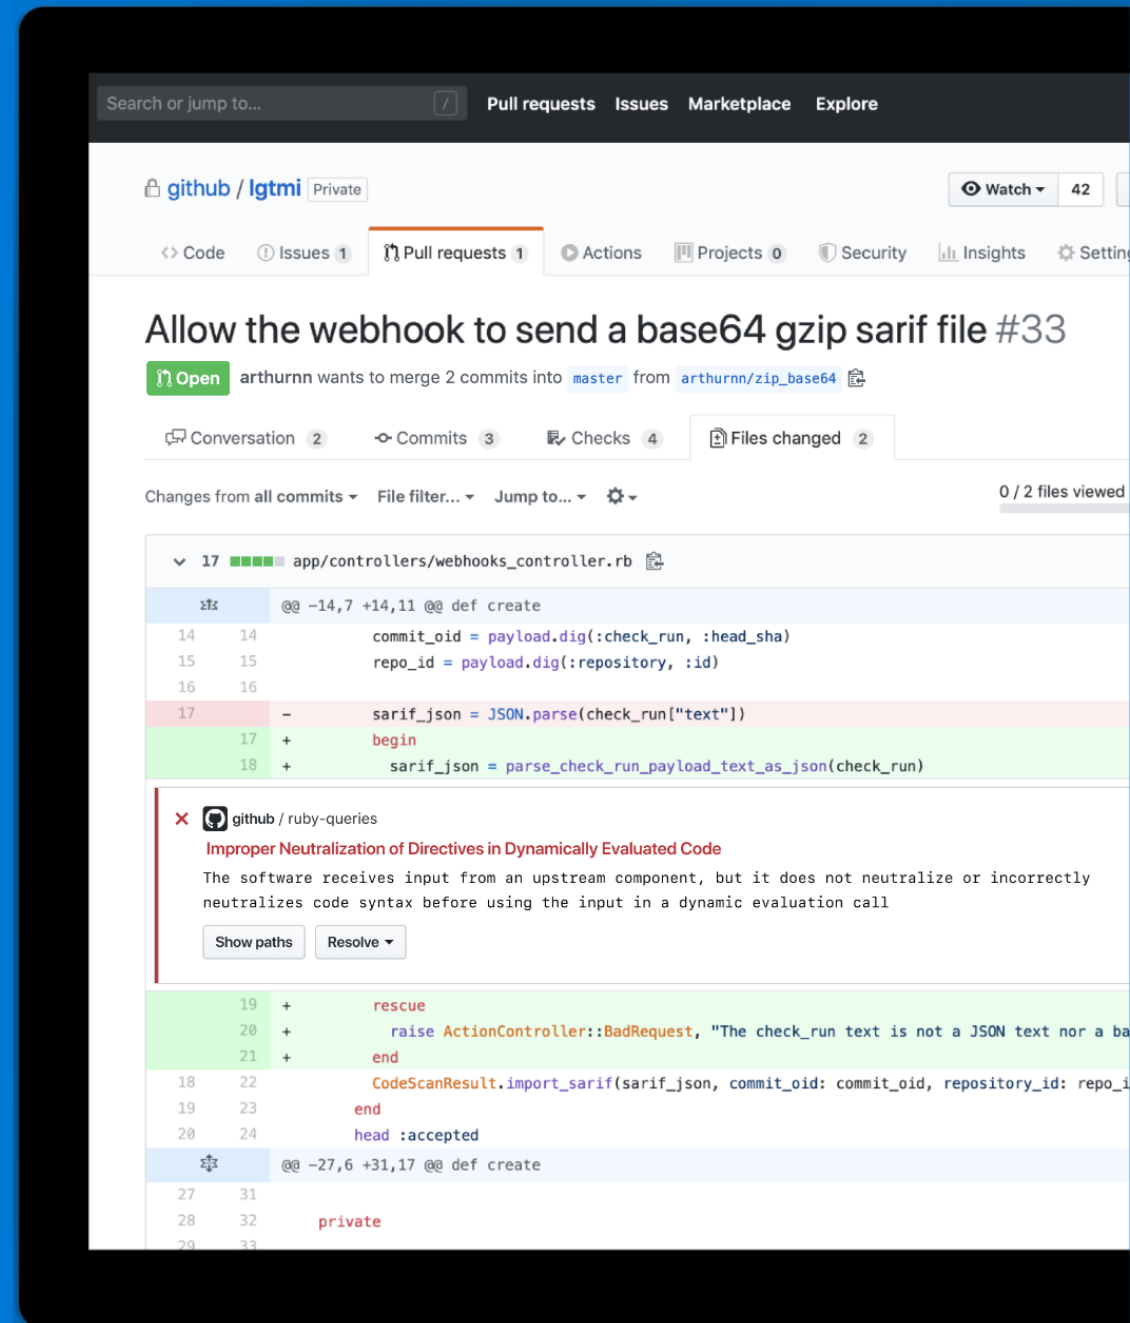 Search or jump to... / Pull requests Issues Marketplace Explore
github / lgtmi Private Watch 42
Code Issues 1 Pull requests 1 Actions Projects 0 Security Insights Setting
Allow the webhook to send a base64 gzip sarif file #33
Open arthurnn wants to merge 2 commits into master from arthurnn/zip_base64
Conversation 2 Commits 3 Checks 4 Files changed 2
Changes from all commits File filter... Jump to... 0 / 2 files viewed
17 app/controllers/webhooks_controller.rb
@@ -14,7 +14,11 @@ def create
14 14 commit_oid = payload.dig(:check_run, :head_sha)
15 15 repo_id = payload.dig(:repository, :id)
16 16
17 - sarif_json = JSON.parse(check_run["text"])
17 + begin
18 + sarif_json = parse_check_run_payload_text_as_json(check_run)
github / ruby-queries
Improper Neutralization of Directives in Dynamically Evaluated Code
The software receives input from an upstream component, but it does not neutralize or incorrectly
neutralizes code syntax before using the input in a dynamic evaluation call
Show paths Resolve
19 + rescue
20 + raise ActionController::BadRequest, "The check_run text is not a JSON text nor a ba
21 + end
18 22 CodeScanResult.import_sarif(sarif_json, commit_oid: commit_oid, repository_id: repo_i
19 23 end
20 24 head :accepted
@@ -27,6 +31,17 @@ def create
27 31
28 32 private
29 33